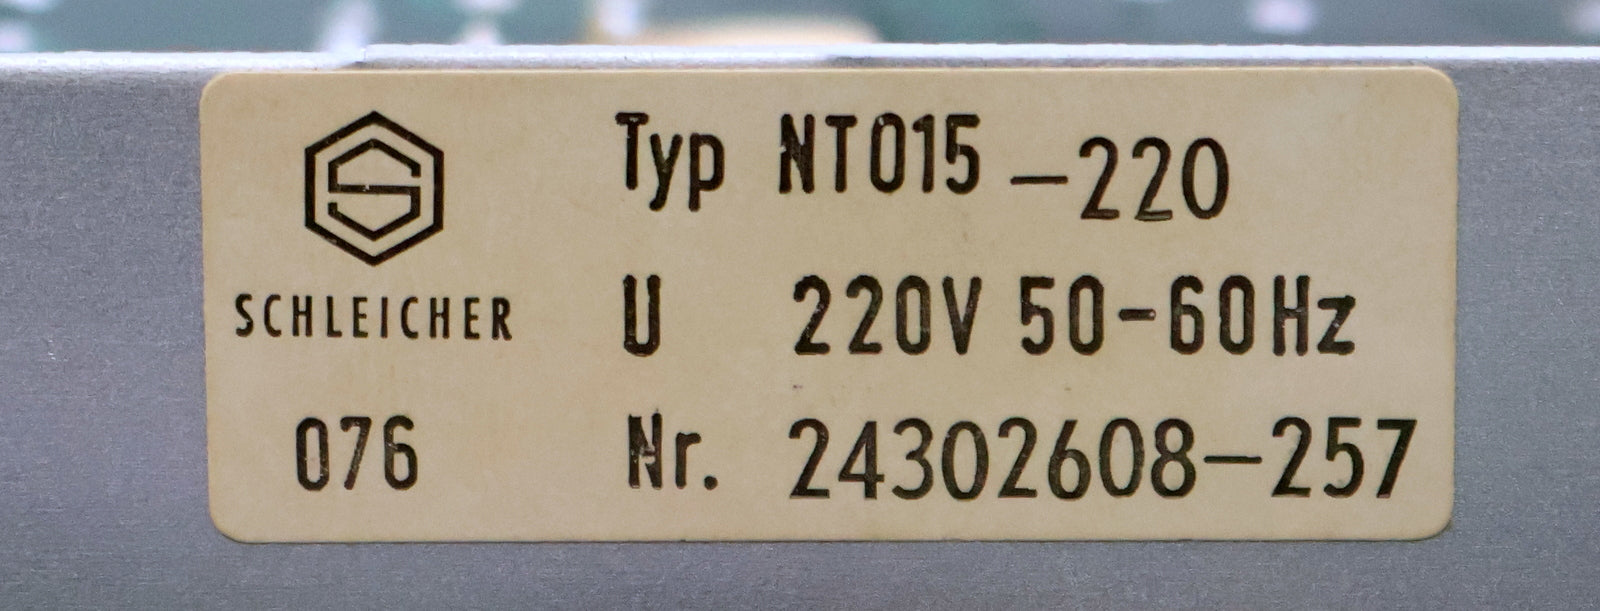 Typ NT015-220
SCHLEICHER
U 220V 50-60Hz
076
Nr. 24302608-257